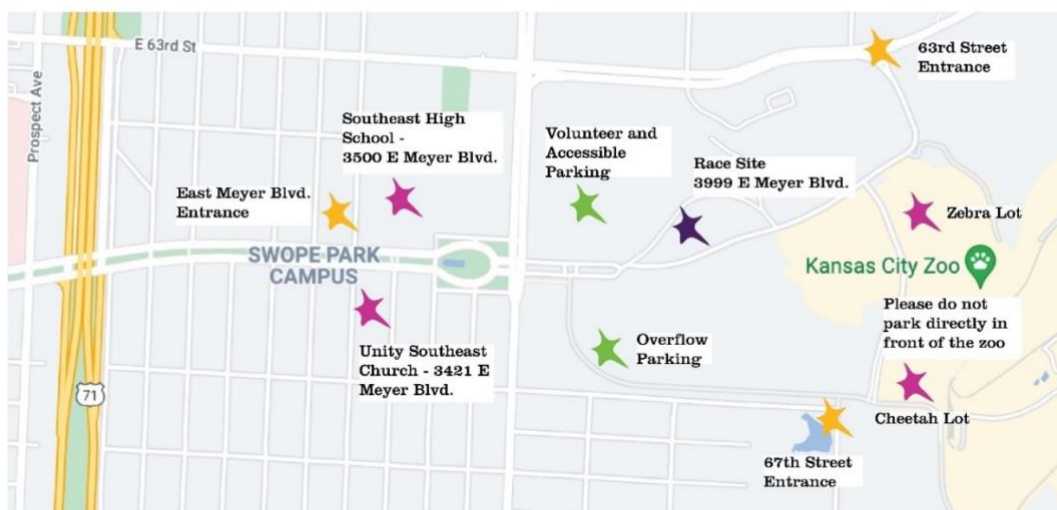 E 63rd St
63rd Street
Entrance
Prospect Ave
Southeast High
School -
3500 E Meyer Blvd.
Volunteer and
Accessible
Parking
Race Site
3999 E Meyer Blvd.
East Meyer Blvd.
Entrance
Zebra Lot
SWOPE PARK
CAMPUS
Kansas City Zoo
Please do not
park directly in
front of the zoo
Unity Southeast
Church - 3421 E
Meyer Blvd.
Overflow
Parking
71
Cheetah Lot
67th Street
Entrance